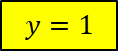 y = 1